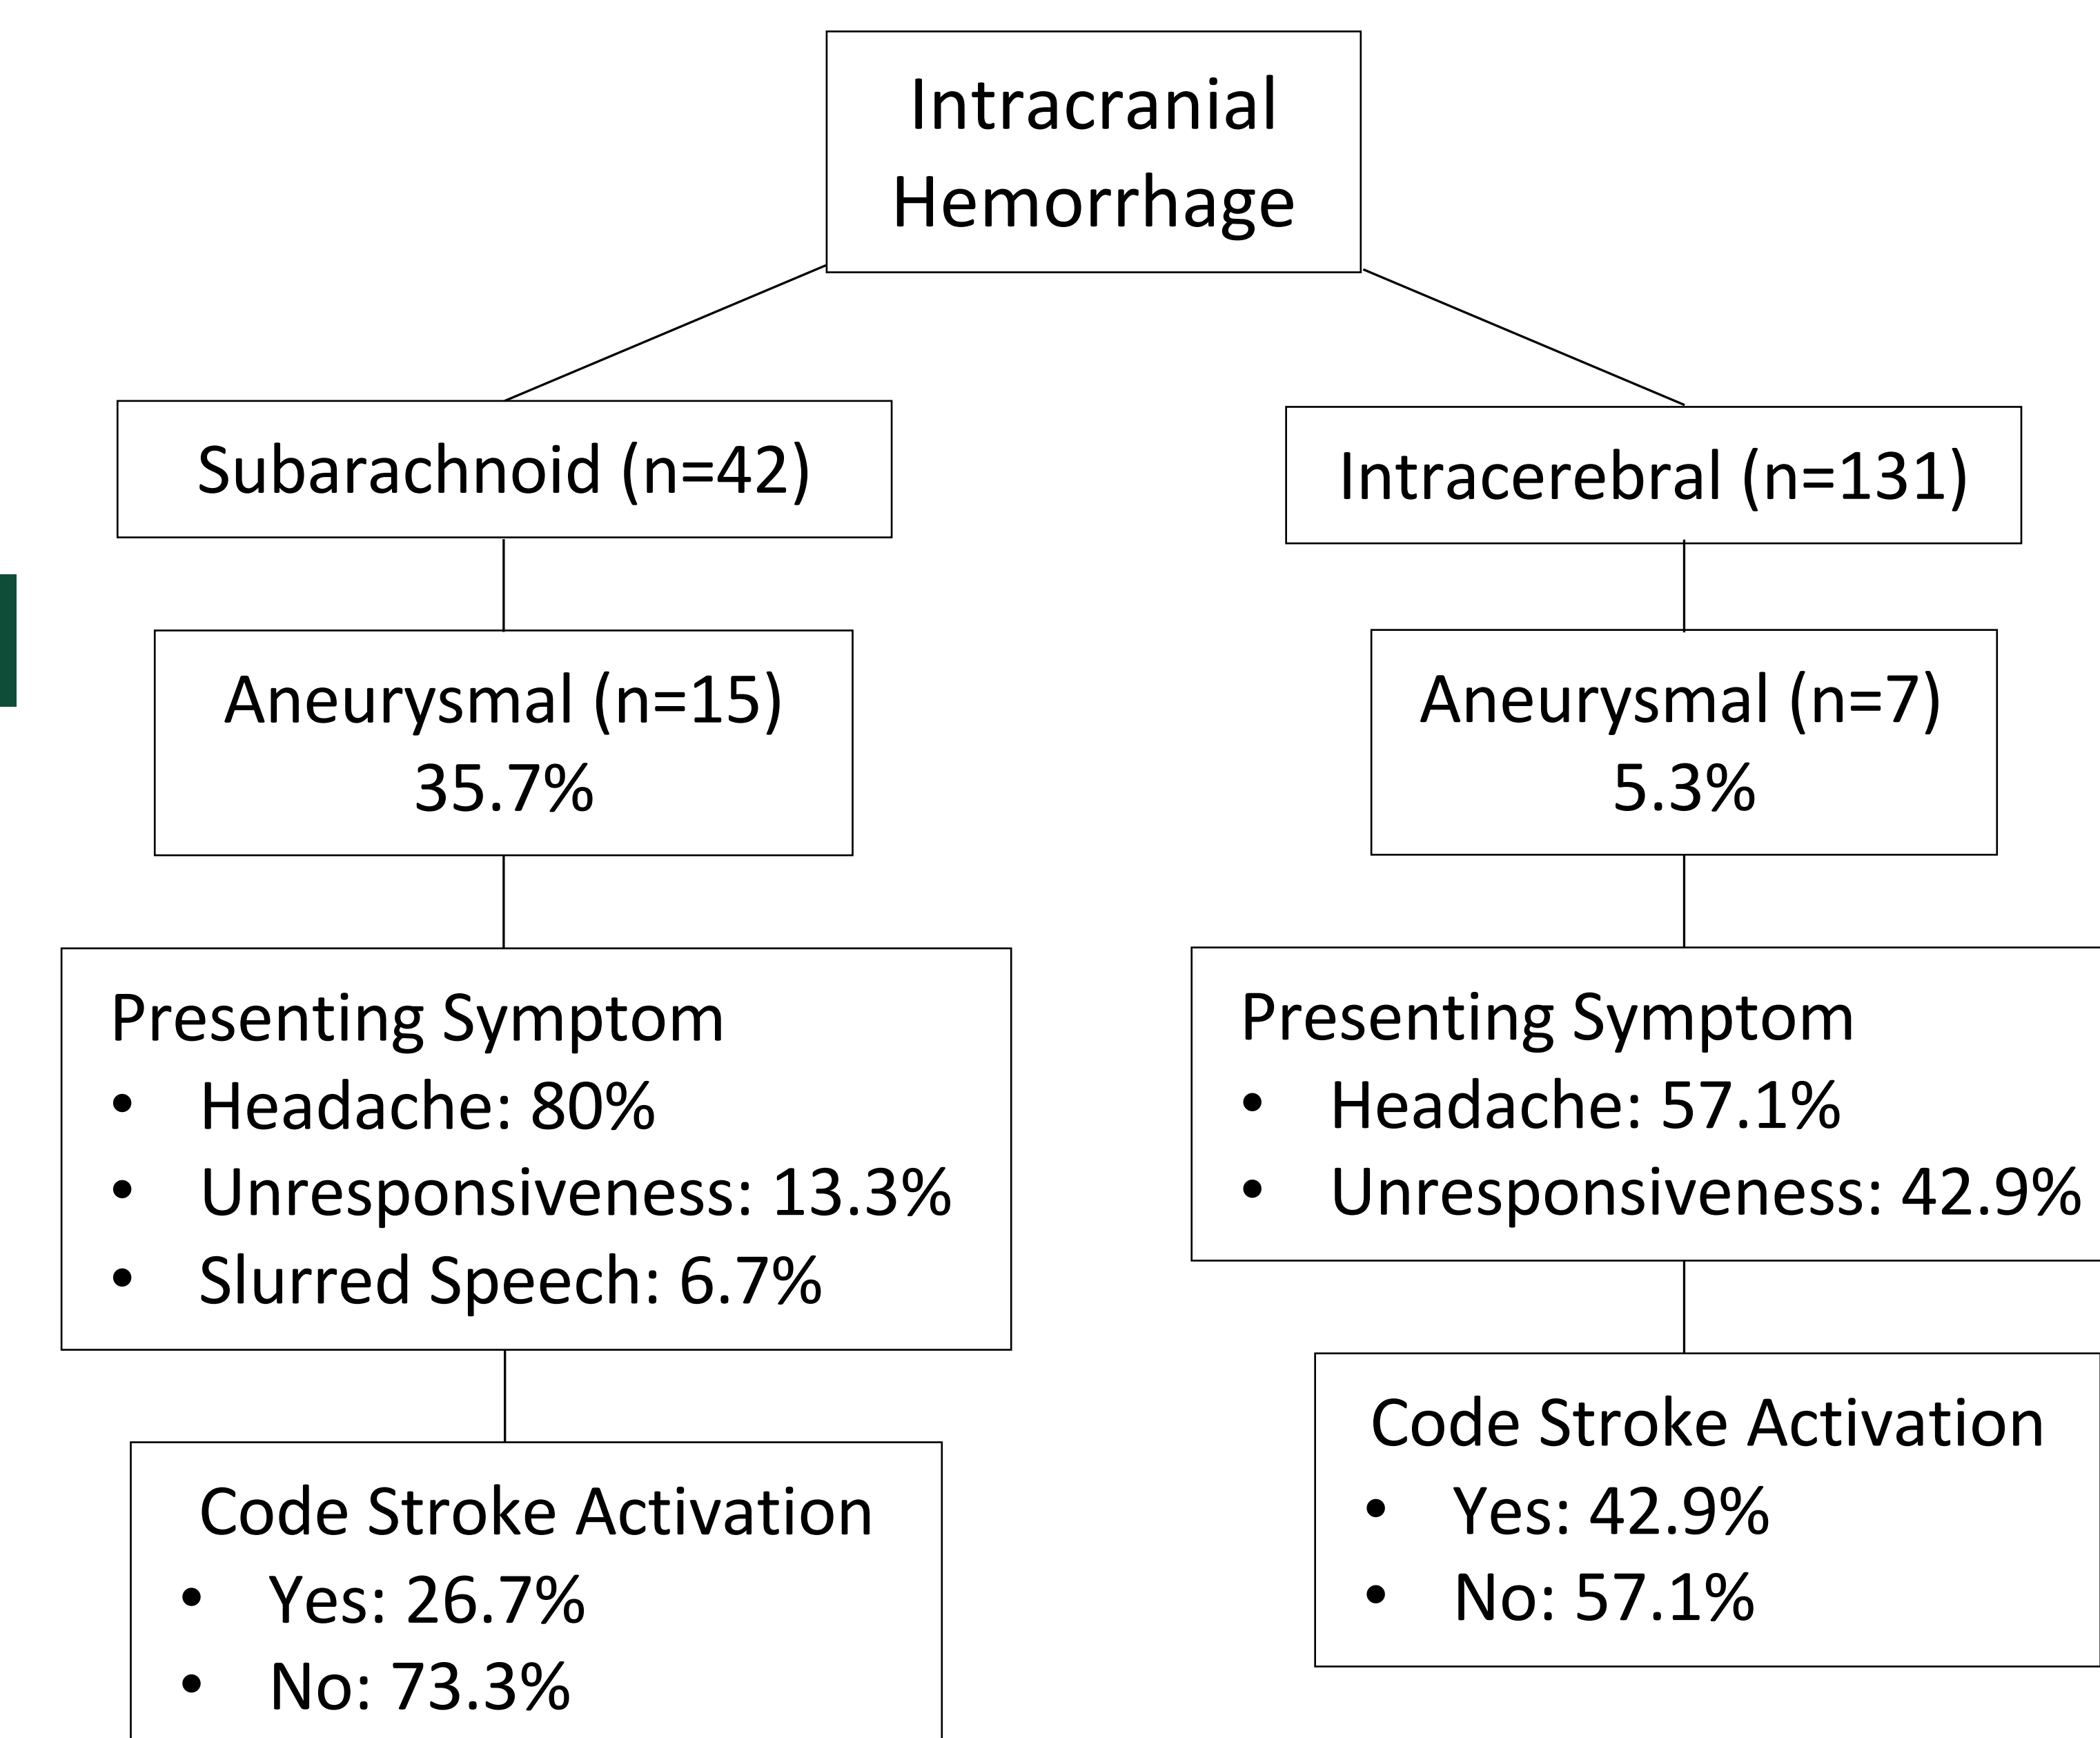 Intracranial
Hemorrhage
Subarachnoid (n=42)
Intracerebral (n=131)
Aneurysmal (n=15)
35.7%
Aneurysmal (n=7)
5.3%
Presenting Symptom
• Headache: 80%
• Unresponsiveness: 13.3%
• Slurred Speech: 6.7%
Presenting Symptom
• Headache: 57.1%
• Unresponsiveness: 42.9%
Code Stroke Activation
• Yes: 26.7%
• No: 73.3%
Code Stroke Activation
• Yes: 42.9%
• No: 57.1%